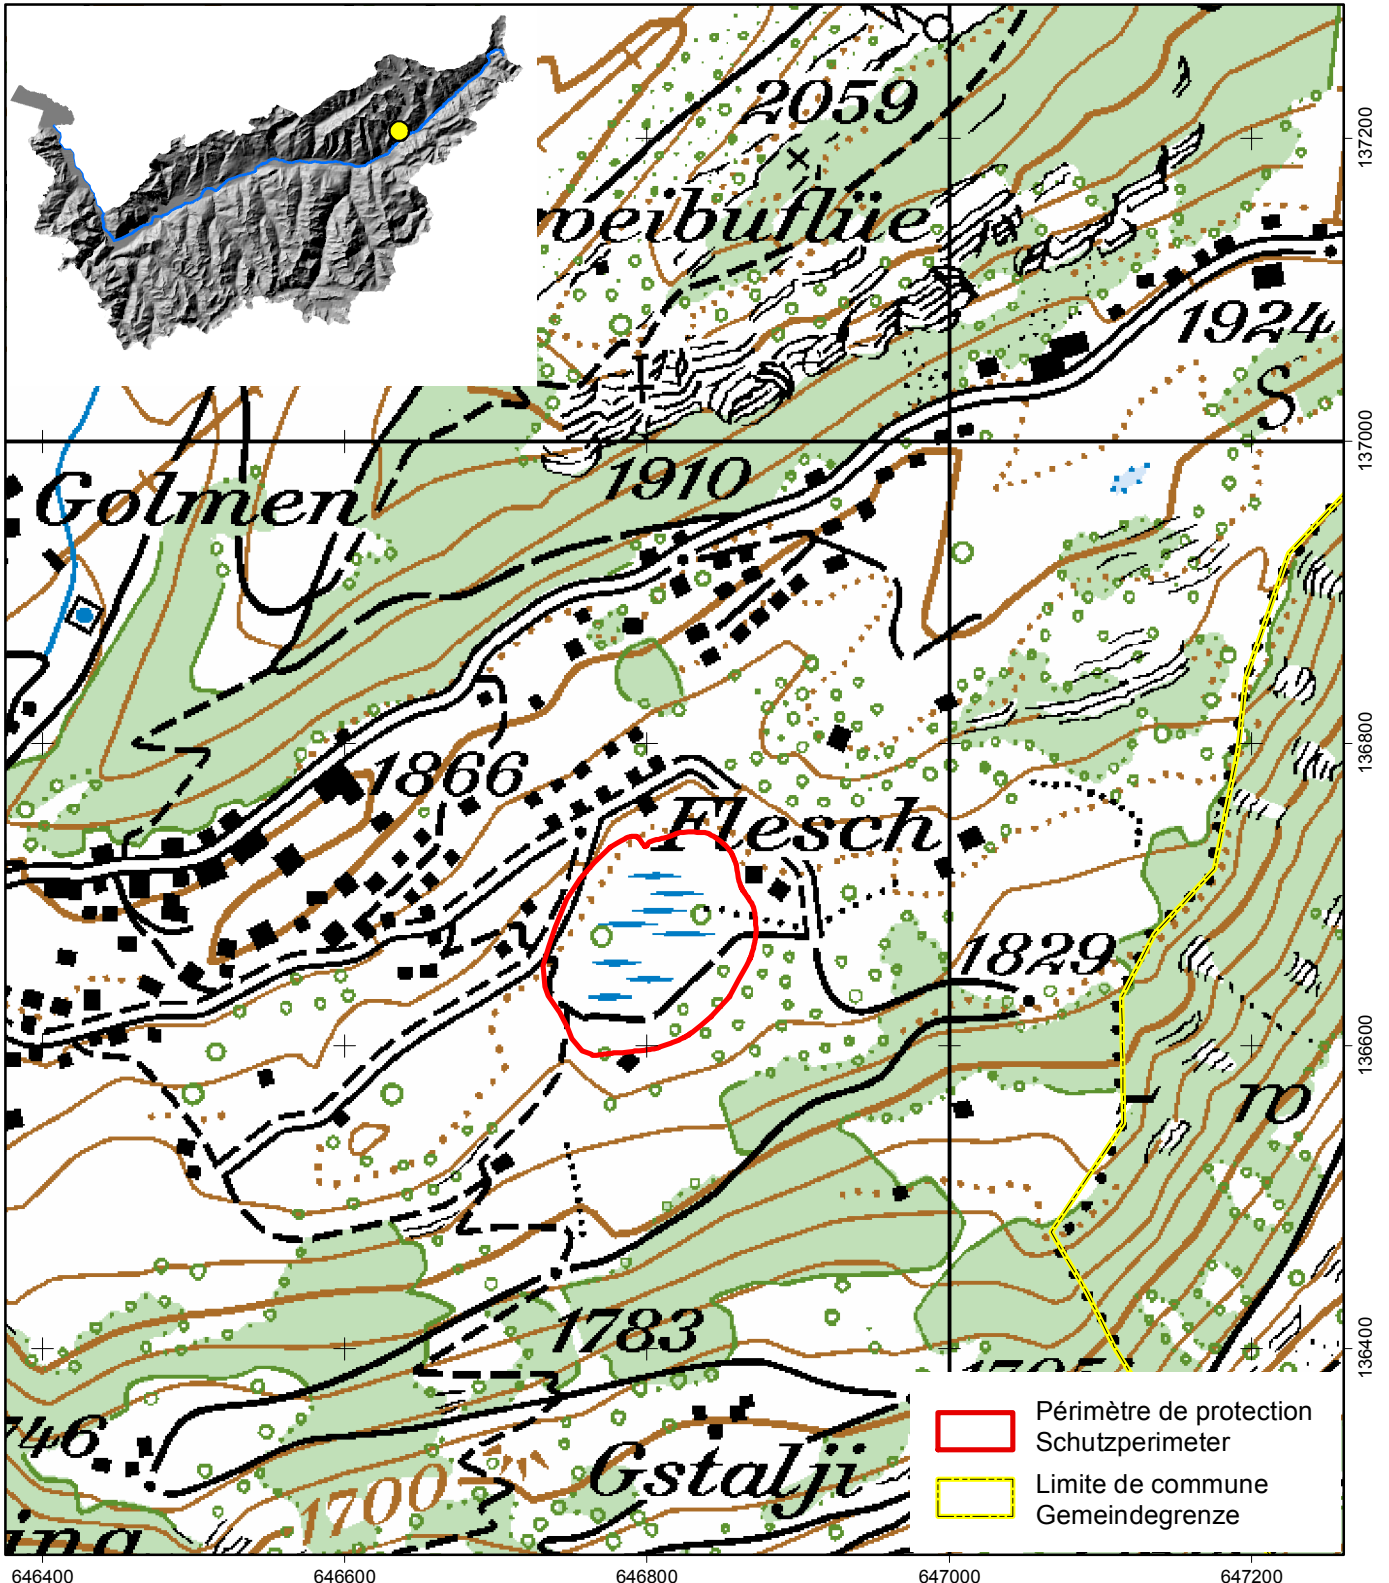 2059
weibuflüe
1924
S
137200
137000
1910
Golmen
1866
Flesch
136800
1829
136600
ro
1783
136400
746
1700
Gstalji
ing
Périmètre de protection
Schutzperimeter
Limite de commune
Gemeindegrenze
646400 646600 646800 647000 647200